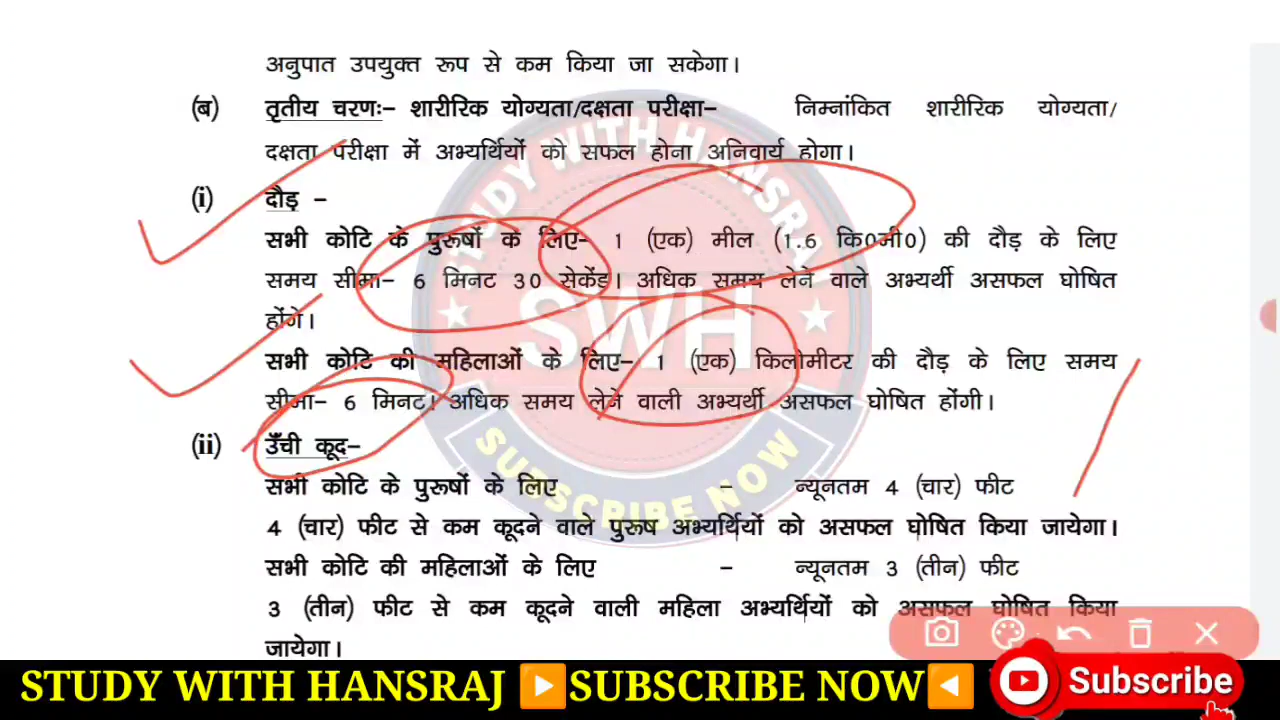 अनुपात उपयुक्त रूप से कम किया जा सकेगा।
(ब) तृतीय चरणः– शारीरिक योग्यता/दक्षता परीक्षा– निम्नांकित शारीरिक योग्यता/
दक्षता परीक्षा में अभ्यर्थियों को सफल होना अनिवार्य होगा।
(i) दौड़ –
सभी कोटि के पुरूषों के लिए– 1 (एक) मील (1.6 कि0मी0) की दौड़ के लिए
समय सीमा– 6 मिनट 30 सेकेंड। अधिक समय लेने वाले अभ्यर्थी असफल घोषित
होंगे।
सभी कोटि की महिलाओं के लिए– 1 (एक) किलोमीटर की दौड़ के लिए समय
सीमा– 6 मिनट। अधिक समय लेने वाली अभ्यर्थी असफल घोषित होंगी।
(ii) उँची कूद–
सभी कोटि के पुरूषों के लिए – न्यूनतम 4 (चार) फीट
4 (चार) फीट से कम कूदने वाले पुरूष अभ्यर्थियों को असफल घोषित किया जायेगा।
सभी कोटि की महिलाओं के लिए – न्यूनतम 3 (तीन) फीट
3 (तीन) फीट से कम कूदने वाली महिला अभ्यर्थियों को असफल घोषित किया
जायेगा।
STUDY WITH HANSRAJ
SWH
SUBSCRIBE NOW
STUDY WITH HANSRAJ ▶ SUBSCRIBE NOW ◀
Subscribe